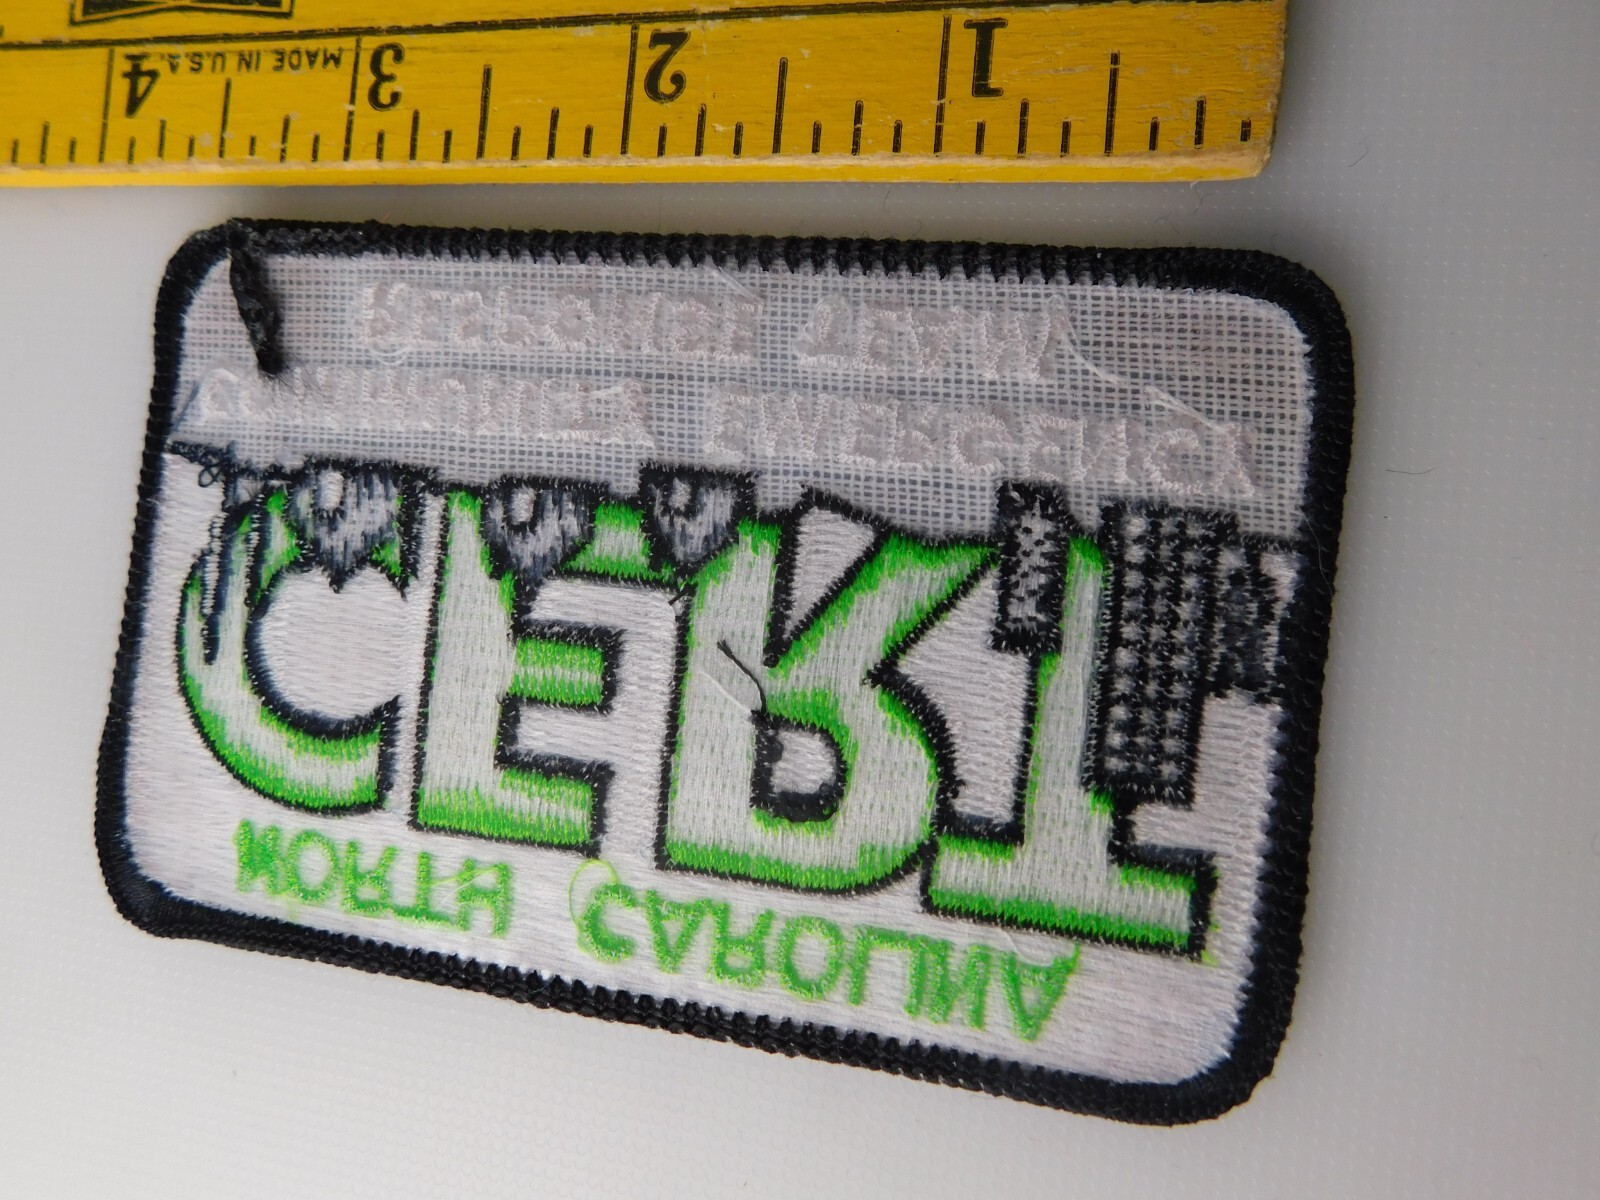 MADE IN U.S.A.
4 3 2 1
RESPONSE TEAM
COMMUNITY EMERGENCY
CERT
NORTH CAROLINA